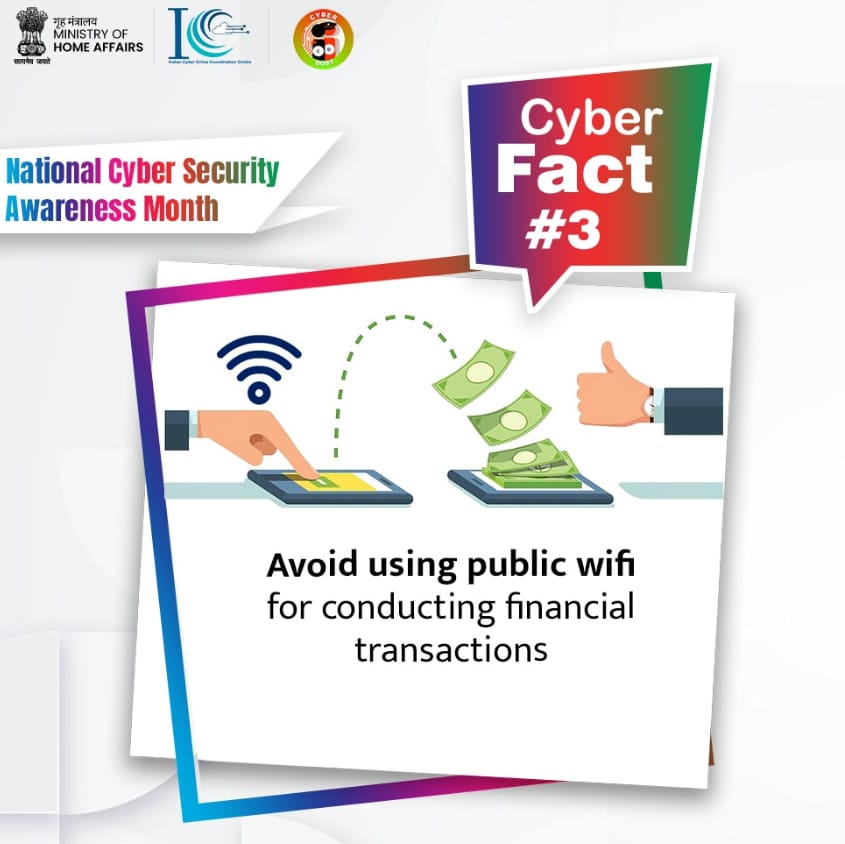 गृह मंत्रालय
MINISTRY OF
HOME AFFAIRS
सत्यमेव जयते
Indian Cyber Crime Coordination Centre
CYBER
DOST
National Cyber Security
Awareness Month
Cyber
Fact
#3
Avoid using public wifi
for conducting financial
transactions